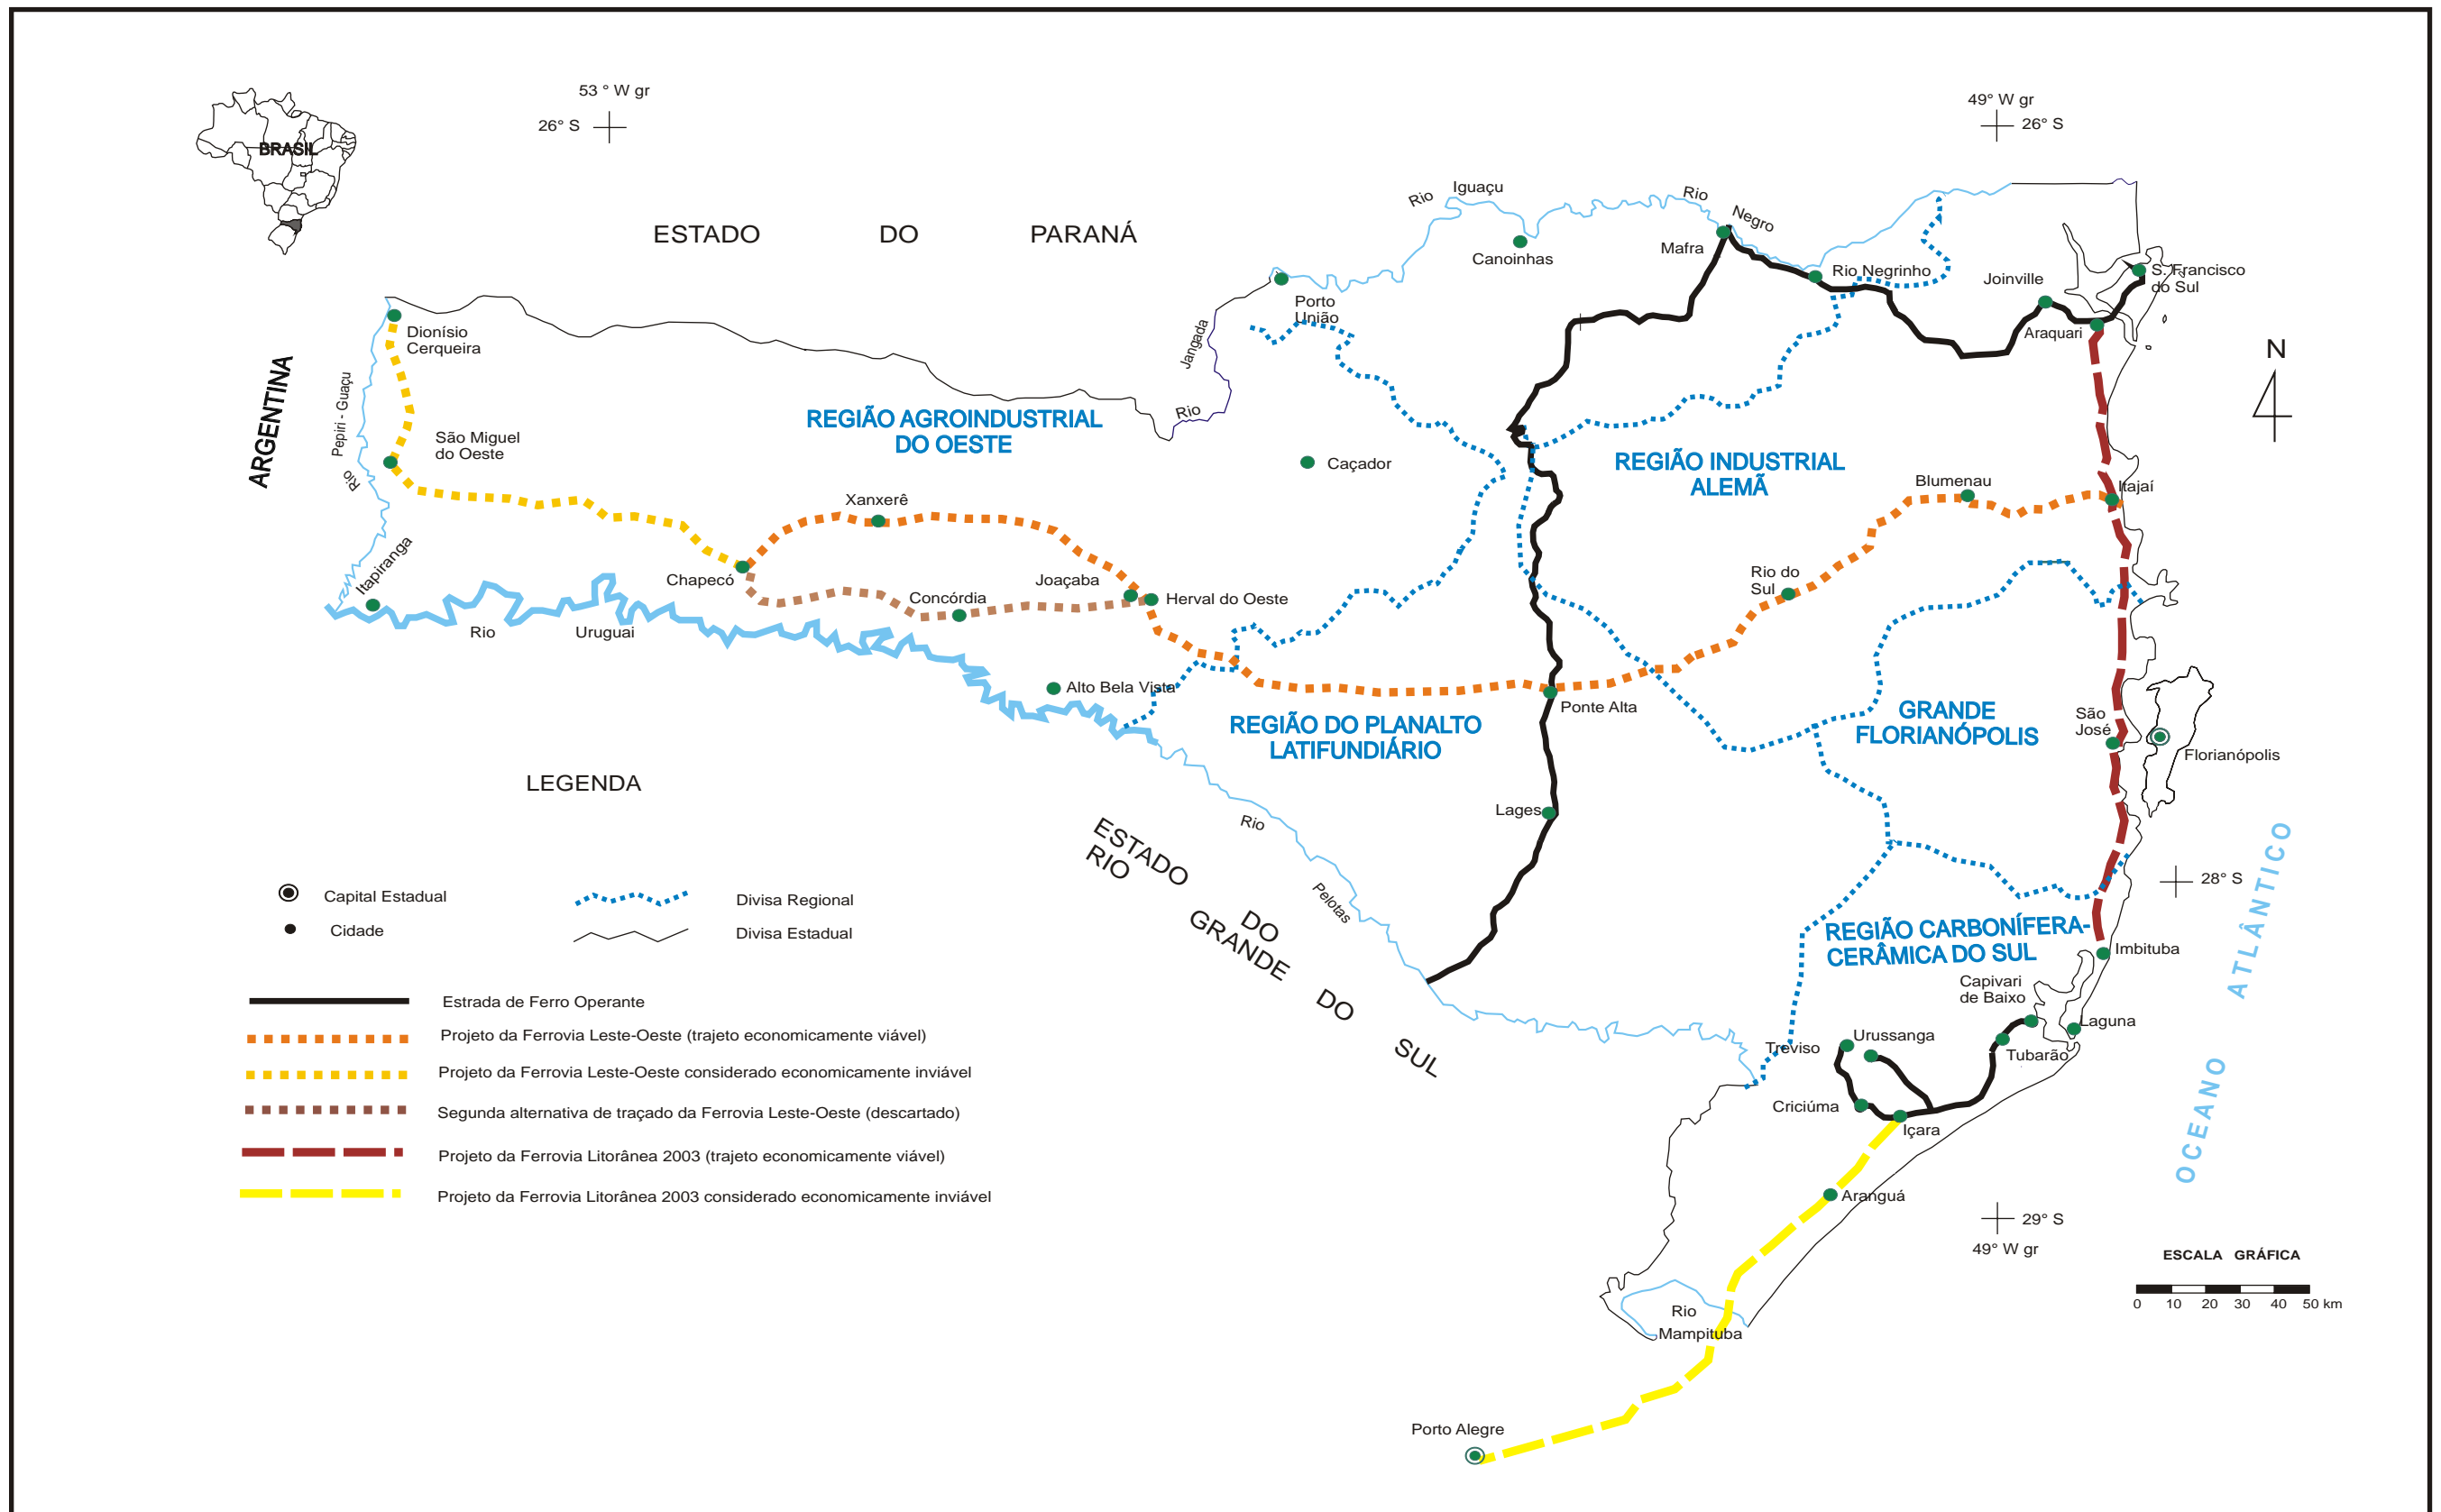 53 ° W gr
26° S
49° W gr
26° S
BRASIL
ESTADO DO PARANÁ
Rio Iguaçu
Rio Negro
Canoinhas
Mafra
Rio Negrinho
Joinville
S. Francisco
do Sul
Araquari
Porto
União
Rio Jangada
Dionísio
Cerqueira
ARGENTINA
Rio Pepiri - Guaçu
São Miguel
do Oeste
REGIÃO AGROINDUSTRIAL
DO OESTE
Caçador
REGIÃO INDUSTRIAL
ALEMÃ
N
Blumenau
Itajaí
Xanxerê
Chapecó
Itapiranga
Joaçaba
Concórdia
Herval do Oeste
Rio do
Sul
Rio Uruguai
Alto Bela Vista
Ponte Alta
REGIÃO DO PLANALTO
LATIFUNDIÁRIO
GRANDE
FLORIANÓPOLIS
São
José
Florianópolis
Lages
Rio Pelotas
ESTADO DO
RIO GRANDE DO SUL
28° S
OCEANO ATLÂNTICO
REGIÃO CARBONÍFERA-
CERÂMICA DO SUL
Imbituba
Capivari
de Baixo
Laguna
Urussanga
Treviso
Tubarão
Criciúma
Içara
Aranguá
29° S
49° W gr
Rio
Mampituba
Porto Alegre
ESCALA GRÁFICA
0 10 20 30 40 50 km
LEGENDA
Capital Estadual
Cidade
Divisa Regional
Divisa Estadual
Estrada de Ferro Operante
Projeto da Ferrovia Leste-Oeste (trajeto economicamente viável)
Projeto da Ferrovia Leste-Oeste considerado economicamente inviável
Segunda alternativa de traçado da Ferrovia Leste-Oeste (descartado)
Projeto da Ferrovia Litorânea 2003 (trajeto economicamente viável)
Projeto da Ferrovia Litorânea 2003 considerado economicamente inviável